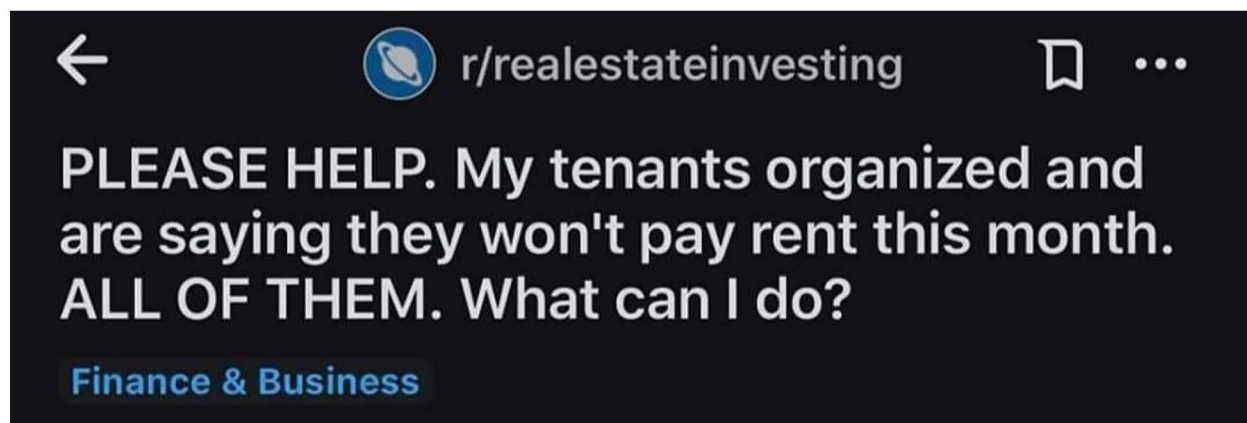 r/realestateinvesting
PLEASE HELP. My tenants organized and
are saying they won't pay rent this month.
ALL OF THEM. What can I do?
Finance & Business